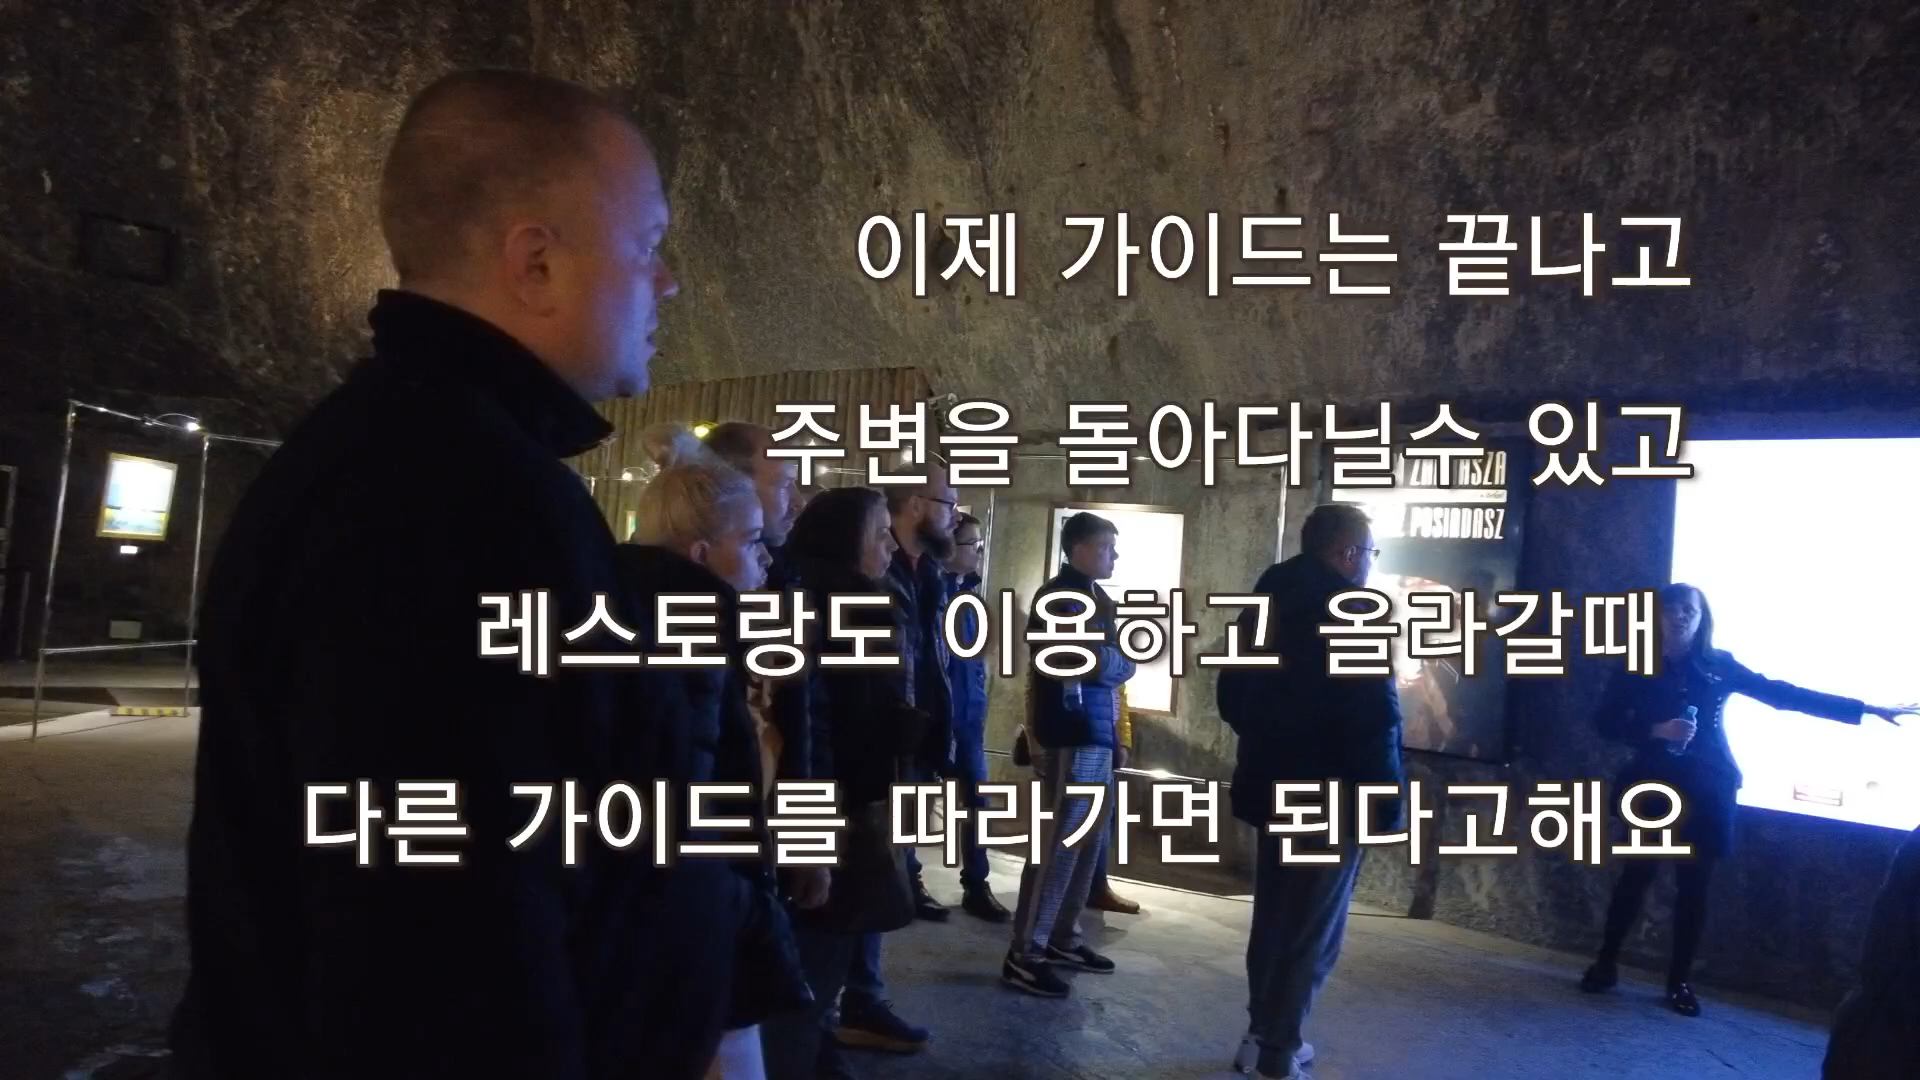 이제 가이드는 끝나고
주변을 돌아다닐수 있고
레스토랑도 이용하고 올라갈때
다른 가이드를 따라가면 된다고해요
POSIADASZ